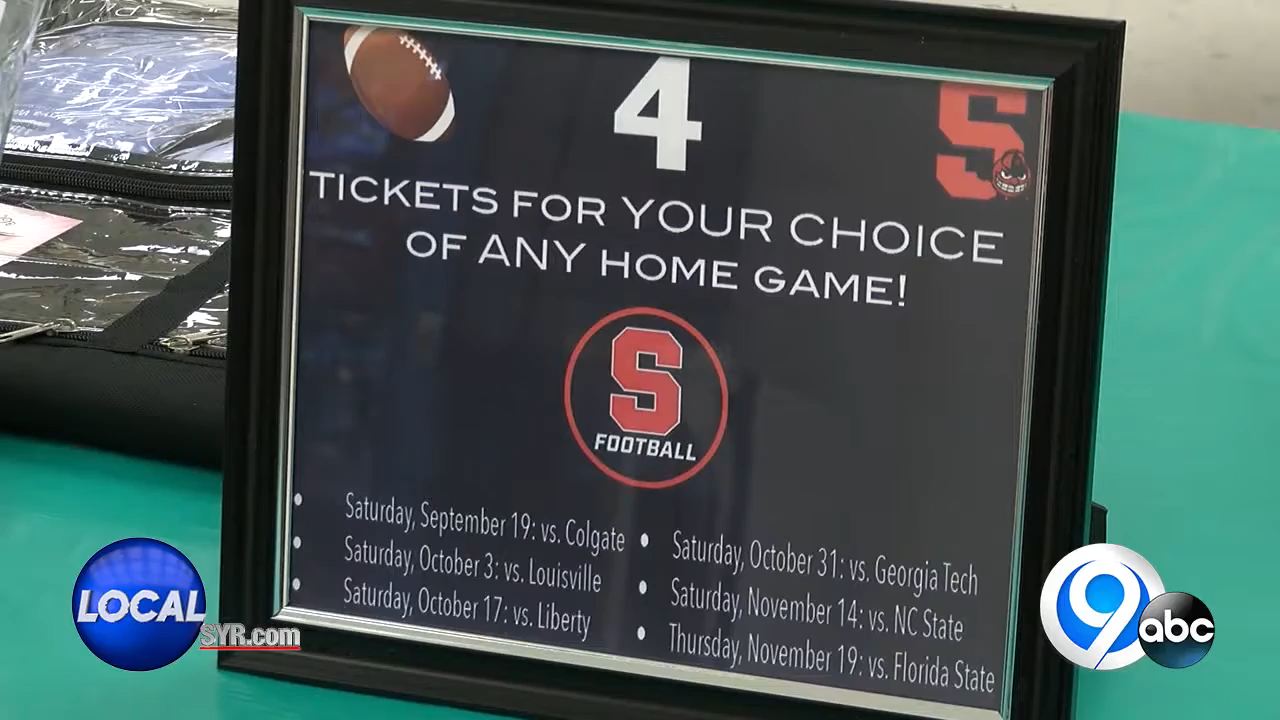 4
S
TICKETS FOR YOUR CHOICE
OF ANY HOME GAME!
S
FOOTBALL
Saturday, September 19: vs. Colgate
Saturday, October 3: vs. Louisville
Saturday, October 17: vs. Liberty
Saturday, October 31: vs. Georgia Tech
Saturday, November 14: vs. NC State
Thursday, November 19: vs. Florida State
LOCAL
SYR.com
9
abc